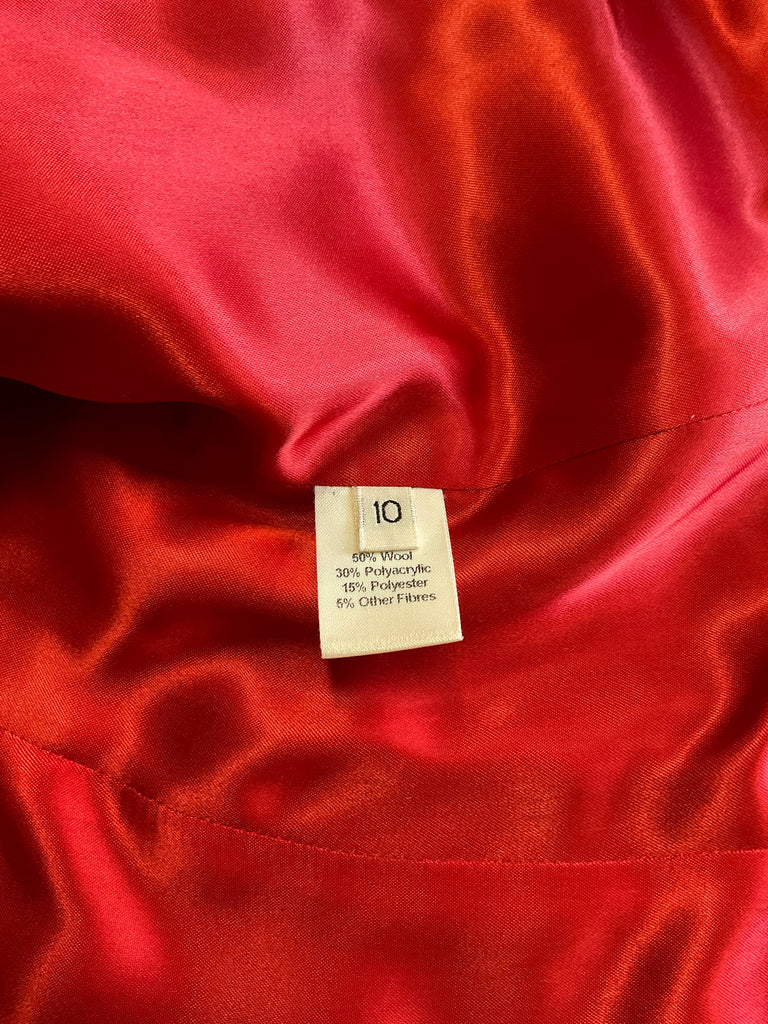 10
50% Wool
30% Polyacrylic
15% Polyester
5% Other Fibres